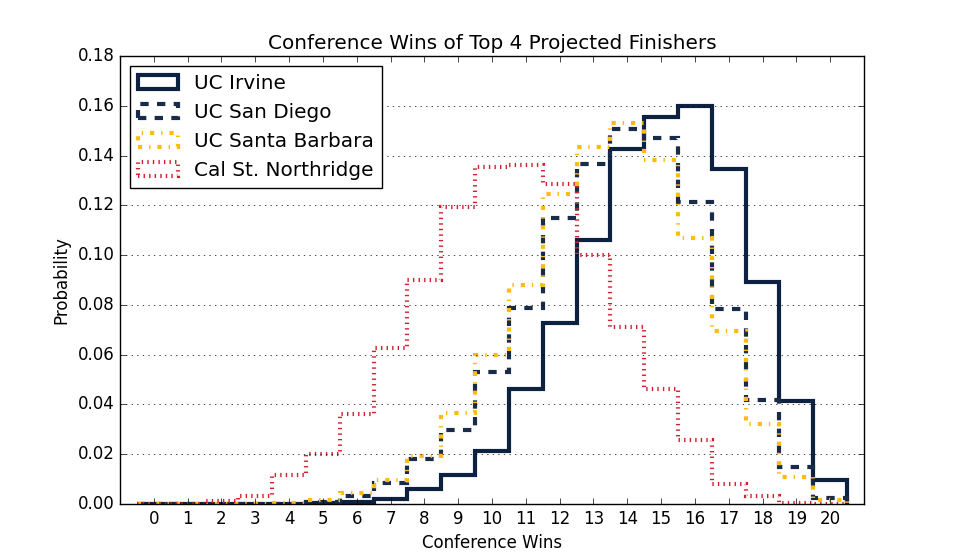 Conference Wins of Top 4 Projected Finishers
UC Irvine
UC San Diego
UC Santa Barbara
Cal St. Northridge
Probability
0.18
0.16
0.14
0.12
0.10
0.08
0.06
0.04
0.02
0.00
0 1 2 3 4 5 6 7 8 9 10 11 12 13 14 15 16 17 18 19 20
Conference Wins